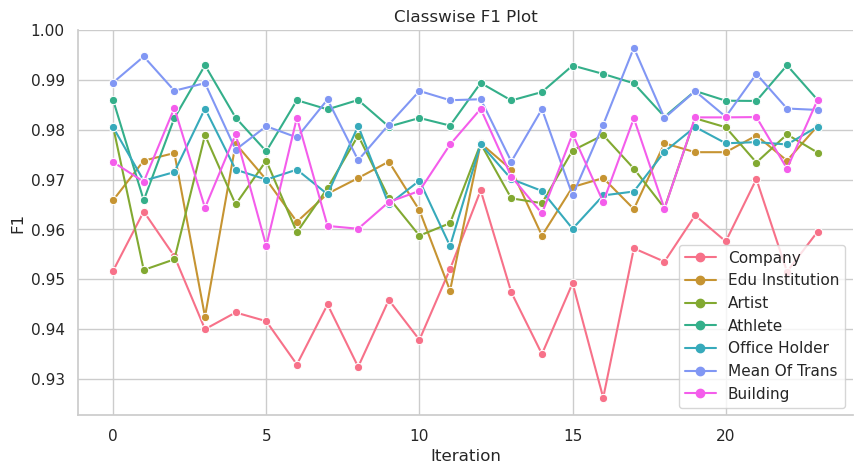 Classwise F1 Plot
1.00
0.99
0.98
0.97
0.96
0.95
0.94
0.93
F1
0
5
10
15
20
Iteration
Company
Edu Institution
Artist
Athlete
Office Holder
Mean Of Trans
Building